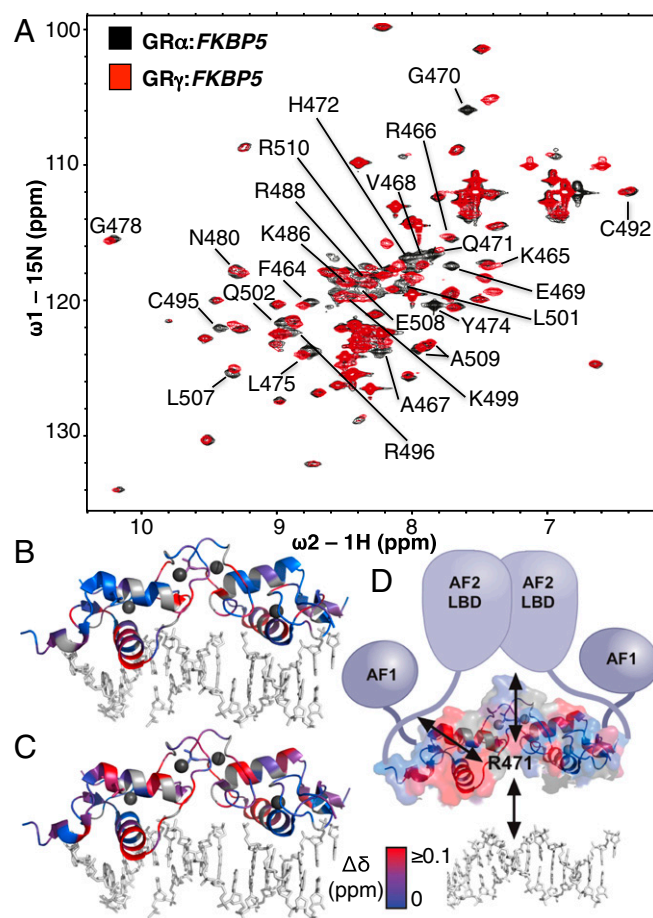 A
GRα:FKBP5
GRγ:FKBP5
100
110
120
130
ω1 – 15N (ppm)
10
9
8
7
ω2 – 1H (ppm)
G470
H472
R466
R510
V468
R488
Q471
C492
G478
N480
K486
K465
F464
E469
C495
Q502
E508
L501
Y474
A509
L507
L475
K499
A467
R496
B
D
AF2
LBD
AF2
LBD
AF1
AF1
R471
C
Δδ
(ppm)
≥0.1
0